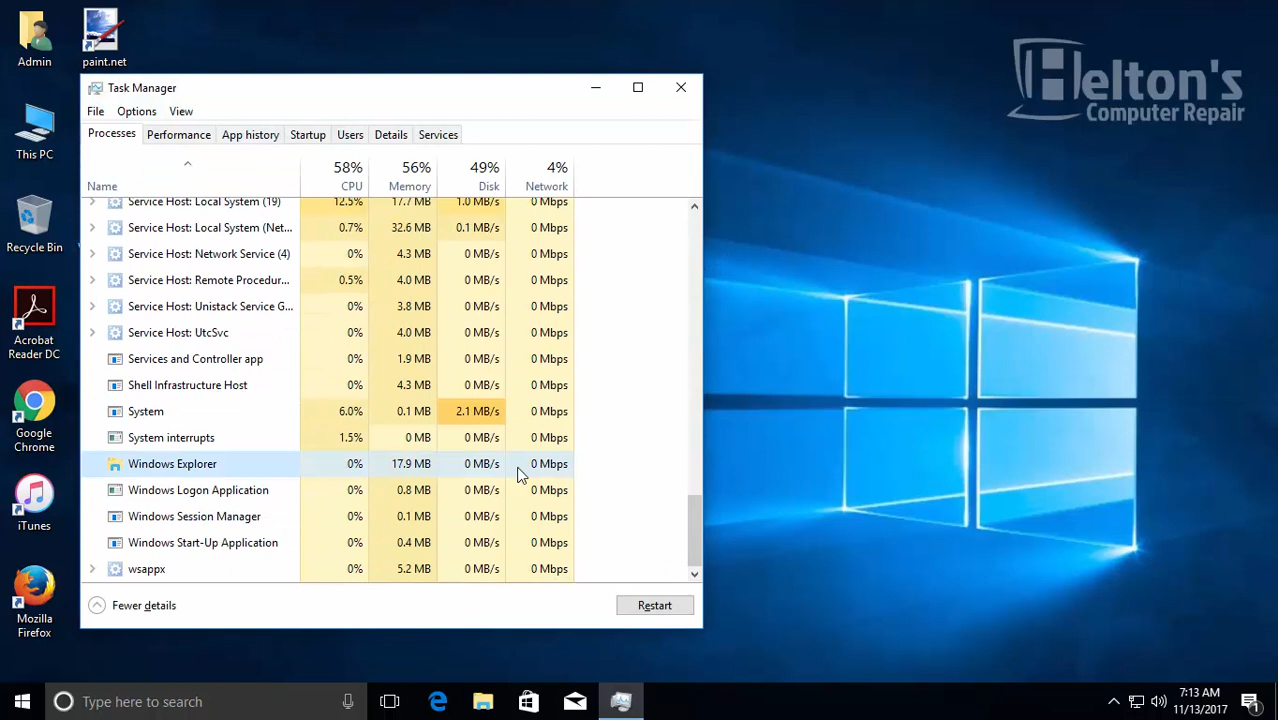 Admin
paint.net
This PC
Recycle Bin
Acrobat
Reader DC
Google
Chrome
iTunes
Mozilla
Firefox
Helton's
Computer Repair
Task Manager
File Options View
Processes Performance App history Startup Users Details Services
58% 56% 49% 4%
Name CPU Memory Disk Network
Service Host: Local System (19) 12.5% 17.7 MB 1.0 MB/s 0 Mbps
Service Host: Local System (Net... 0.7% 32.6 MB 0.1 MB/s 0 Mbps
Service Host: Network Service (4) 0% 4.3 MB 0 MB/s 0 Mbps
Service Host: Remote Procedur... 0.5% 4.0 MB 0 MB/s 0 Mbps
Service Host: Unistack Service G... 0% 3.8 MB 0 MB/s 0 Mbps
Service Host: UtcSvc 0% 4.0 MB 0 MB/s 0 Mbps
Services and Controller app 0% 1.9 MB 0 MB/s 0 Mbps
Shell Infrastructure Host 0% 4.3 MB 0 MB/s 0 Mbps
System 6.0% 0.1 MB 2.1 MB/s 0 Mbps
System interrupts 1.5% 0 MB 0 MB/s 0 Mbps
Windows Explorer 0% 17.9 MB 0 MB/s 0 Mbps
Windows Logon Application 0% 0.8 MB 0 MB/s 0 Mbps
Windows Session Manager 0% 0.1 MB 0 MB/s 0 Mbps
Windows Start-Up Application 0% 0.4 MB 0 MB/s 0 Mbps
wsappx 0% 5.2 MB 0 MB/s 0 Mbps
Fewer details Restart
Type here to search
7:13 AM
11/13/2017
1